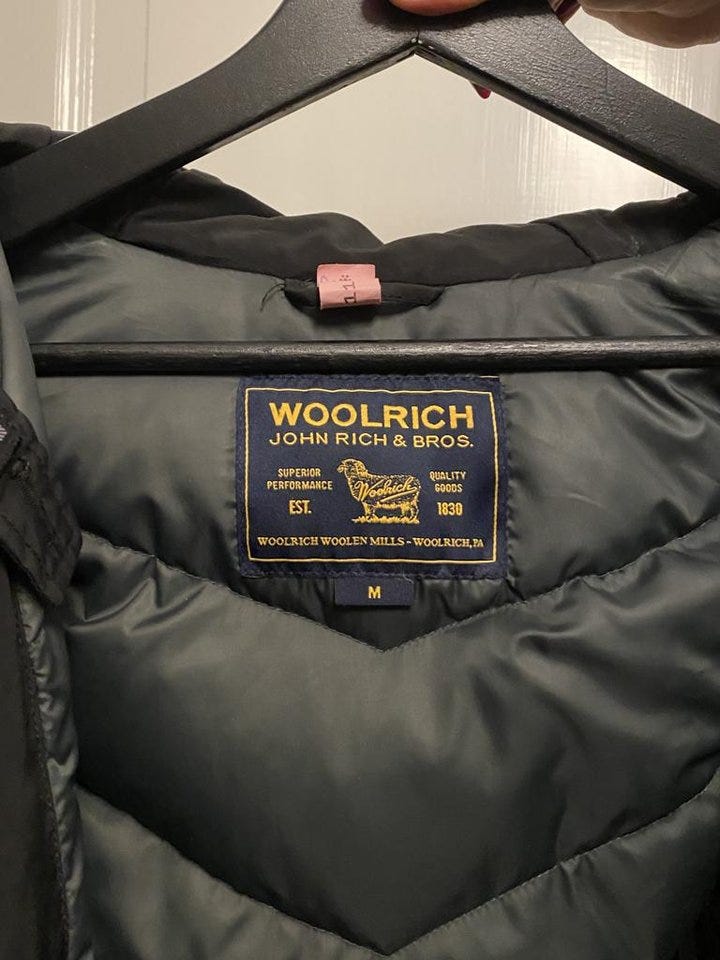 WOOLRICH
JOHN RICH & BROS.
SUPERIOR
PERFORMANCE
EST.
Woolrich
QUALITY
GOODS
1830
WOOLRICH WOOLEN MILLS - WOOLRICH, PA
M